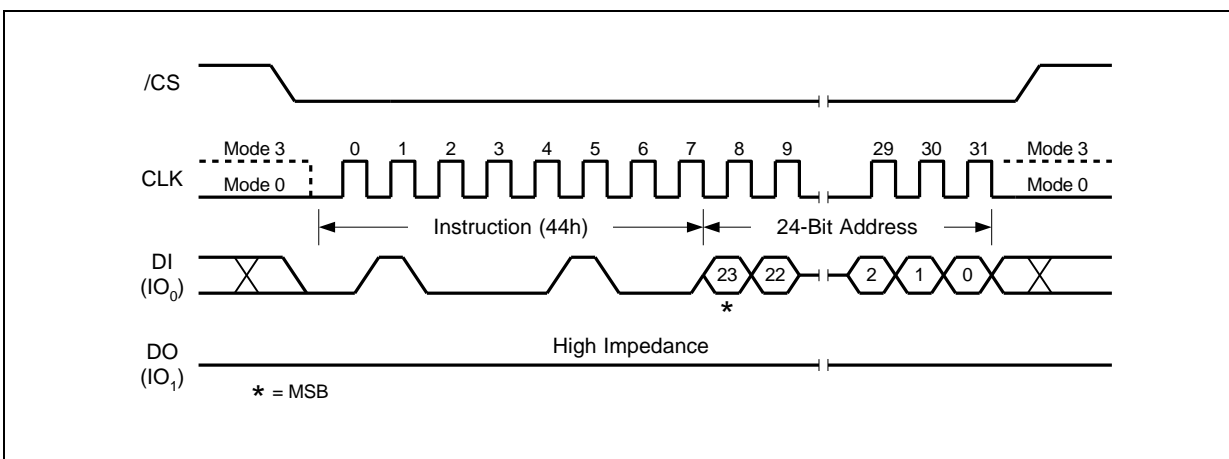 /CS
Mode 3 0 1 2 3 4 5 6 7 8 9 29 30 31 Mode 3
CLK Mode 0 Mode 0
Instruction (44h) 24-Bit Address
DI
(IO0) 23 22 2 1 0
*
DO High Impedance
(IO1)
* = MSB